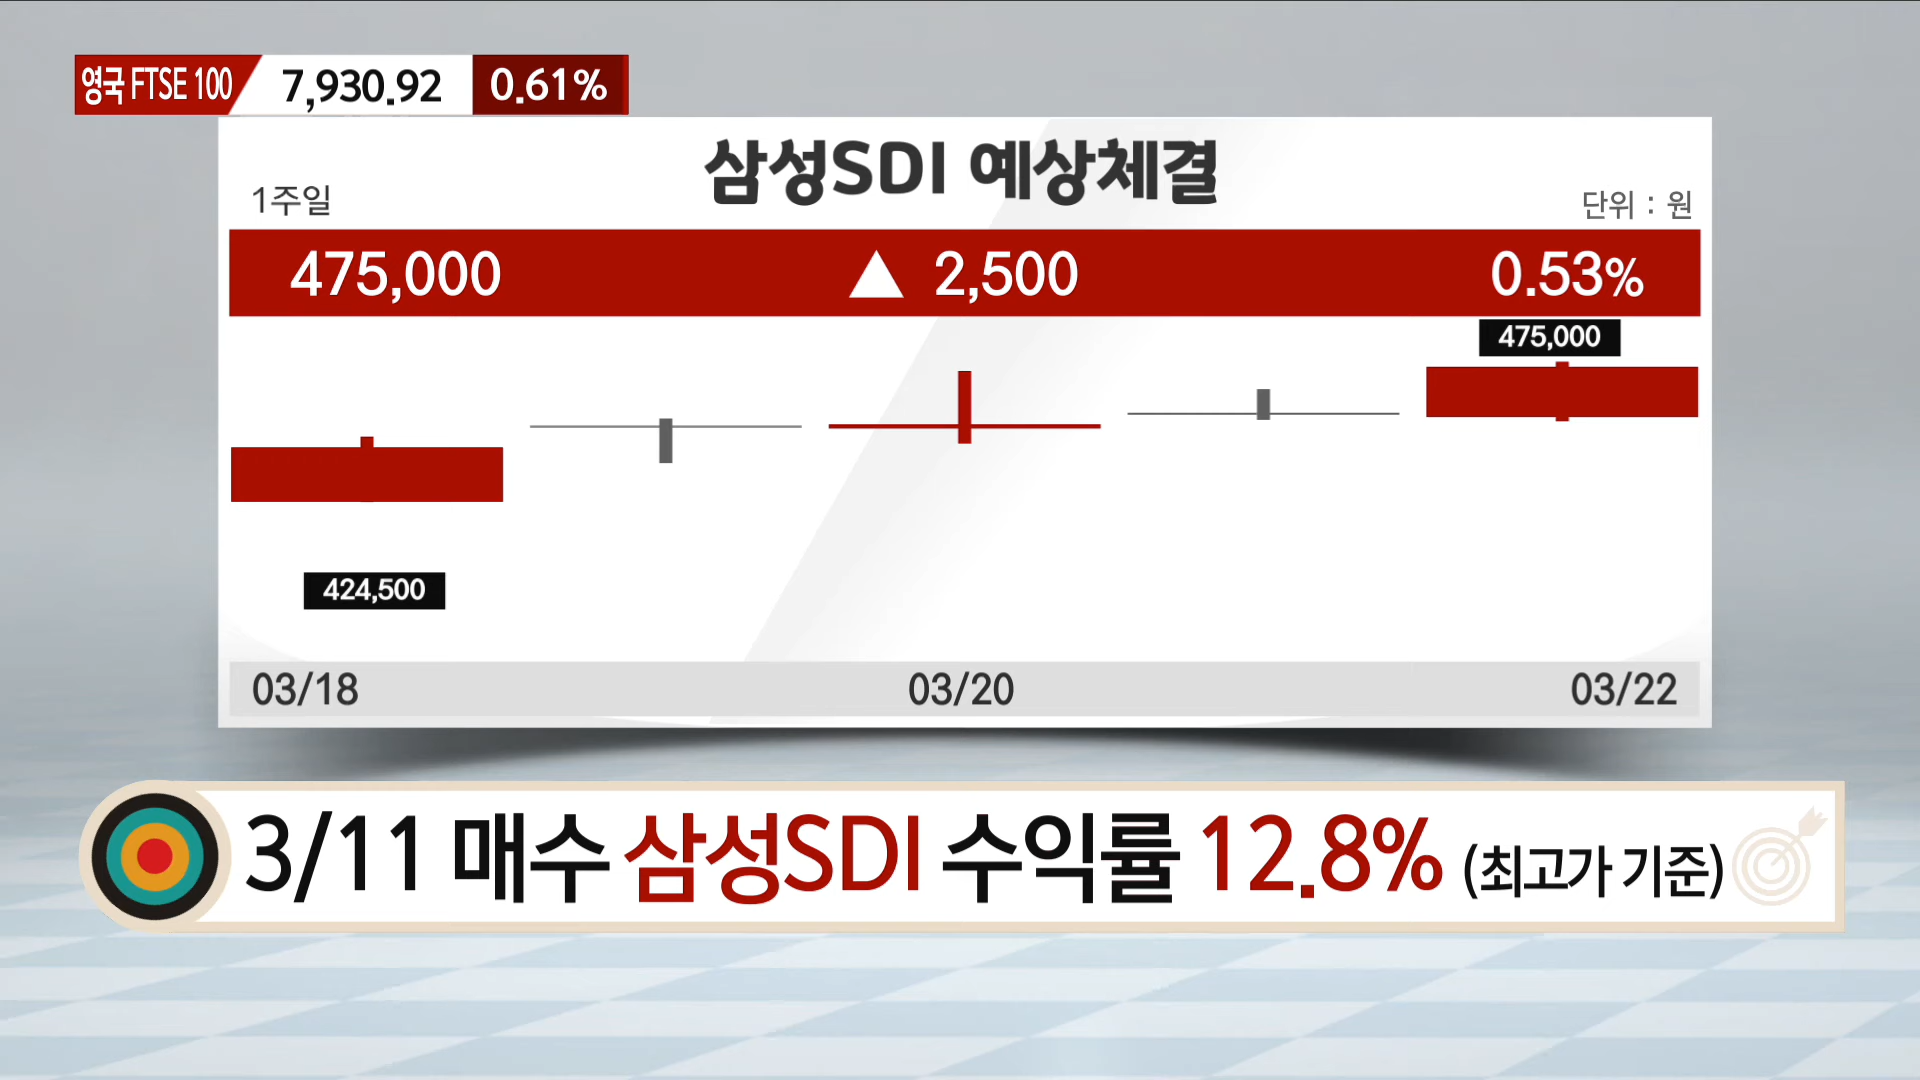 영국 FTSE 100 7,930.92 0.61%
삼성SDI 예상체결
1주일
단위 : 원
475,000 ▲ 2,500 0.53%
475,000
424,500
03/18 03/20 03/22
3/11 매수 삼성SDI 수익률 12.8% (최고가 기준)